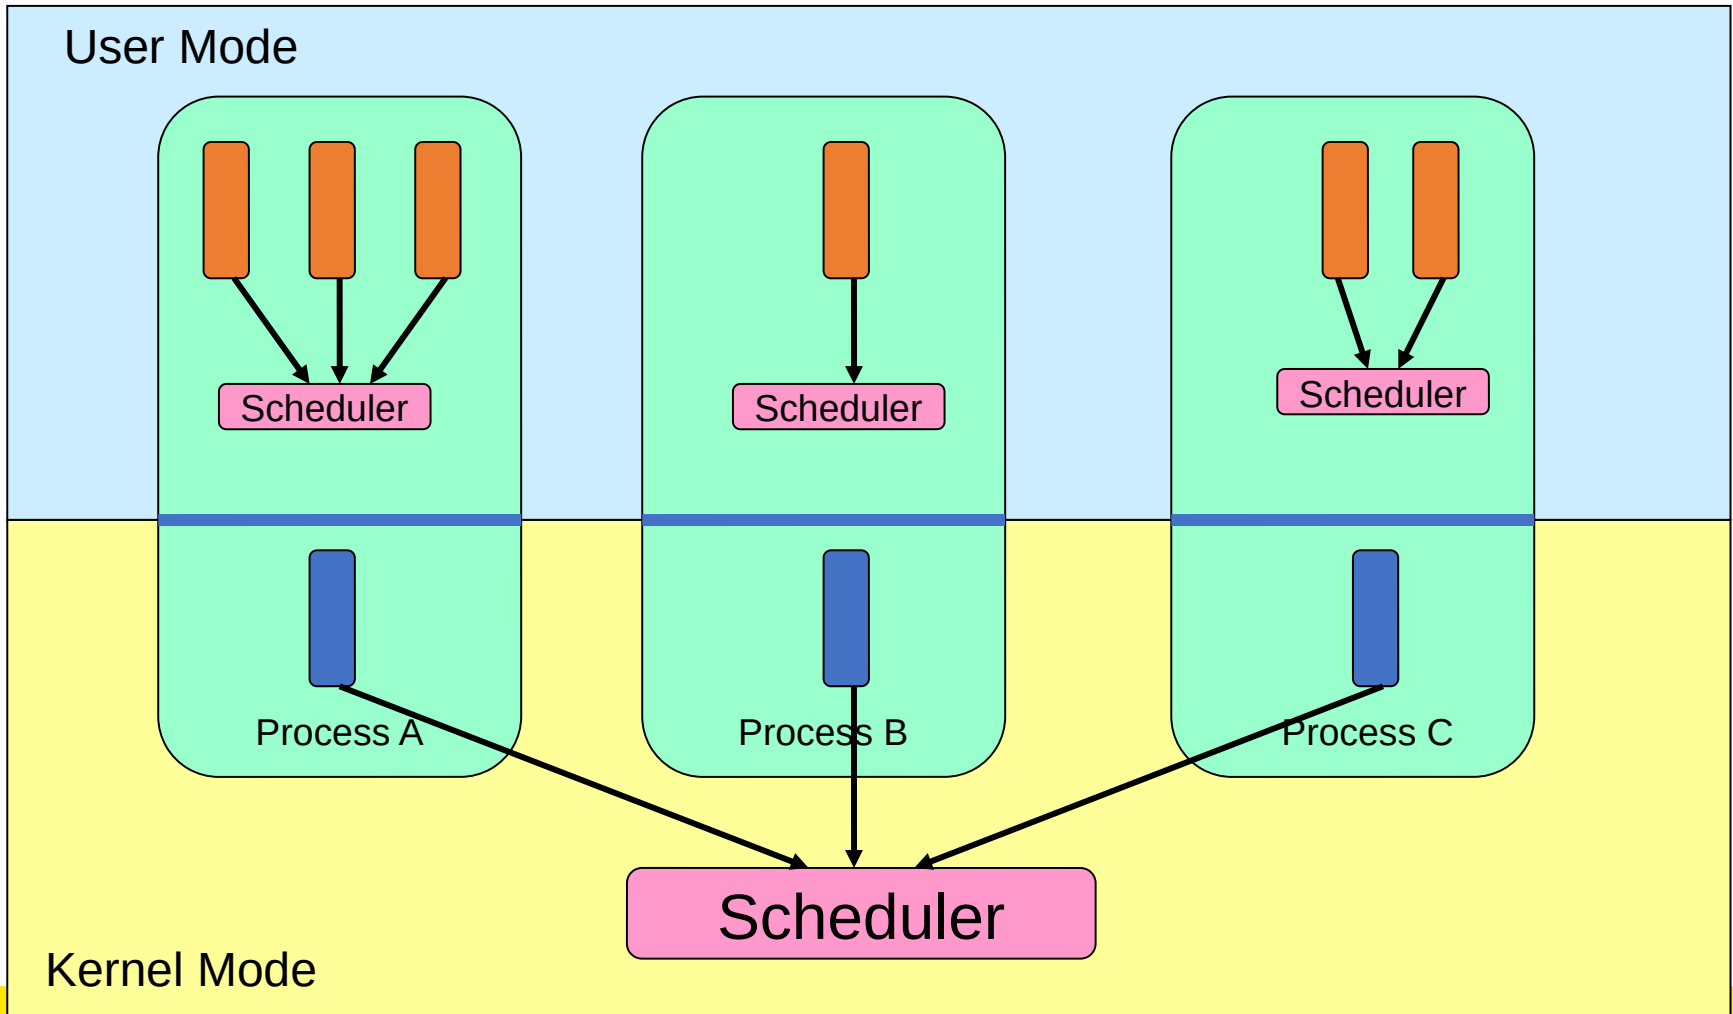 User Mode
Scheduler
Scheduler
Scheduler
Process A
Process B
Process C
Scheduler
Kernel Mode